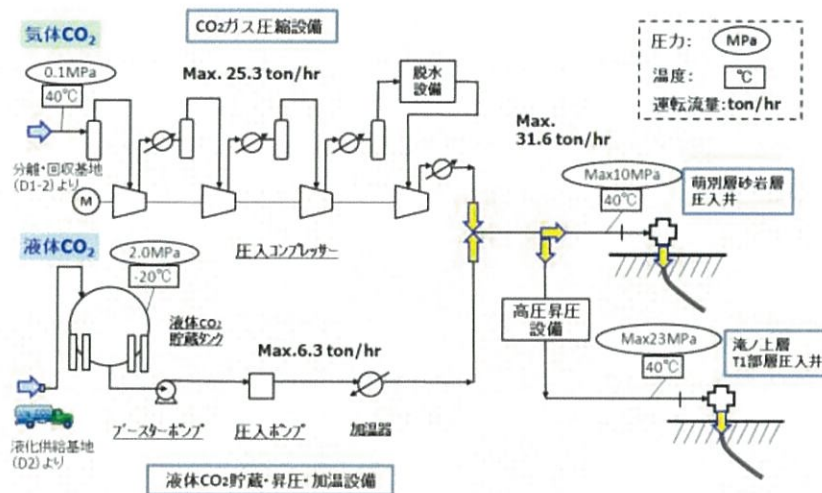 気体CO₂
CO₂ガス圧縮設備
0.1MPa
40℃
Max. 25.3 ton/hr
脱水
設備
圧力：
MPa
温度：
℃
運転流量：ton/hr
Max.
31.6 ton/hr
分離・回収基地
(D1-2)より
M
圧入コンプレッサー
Max10MPa
40℃
萌別層砂岩層
圧入井
液体CO₂
2.0MPa
-20℃
液体CO₂
貯蔵タンク
Max.6.3 ton/hr
高圧昇圧
設備
Max23MPa
40℃
滝ノ上層
T1部層圧入井
液化供給基地
(D2)より
ブースターポンプ
圧入ポンプ
加温器
液体CO₂貯蔵・昇圧・加温設備